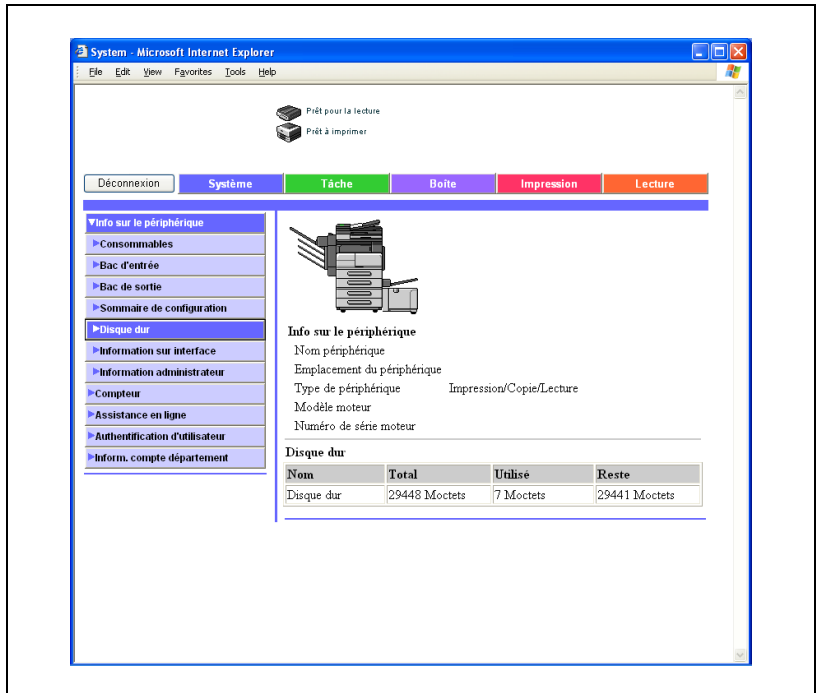 System - Microsoft Internet Explorer
File Edit View Favorites Tools Help
Prêt pour la lecture
Prêt à imprimer
Déconnexion Système Tâche Boîte Impression Lecture
Info sur le périphérique
Consommables
Bac d'entrée
Bac de sortie
Sommaire de configuration
Disque dur
Information sur interface
Information administrateur
Compteur
Assistance en ligne
Authentification d'utilisateur
Inform. compte département
Info sur le périphérique
Nom périphérique
Emplacement du périphérique
Type de périphérique Impression/Copie/Lecture
Modèle moteur
Numéro de série moteur
Disque dur
Nom Total Utilisé Reste
Disque dur 29448 Moctets 7 Moctets 29441 Moctets